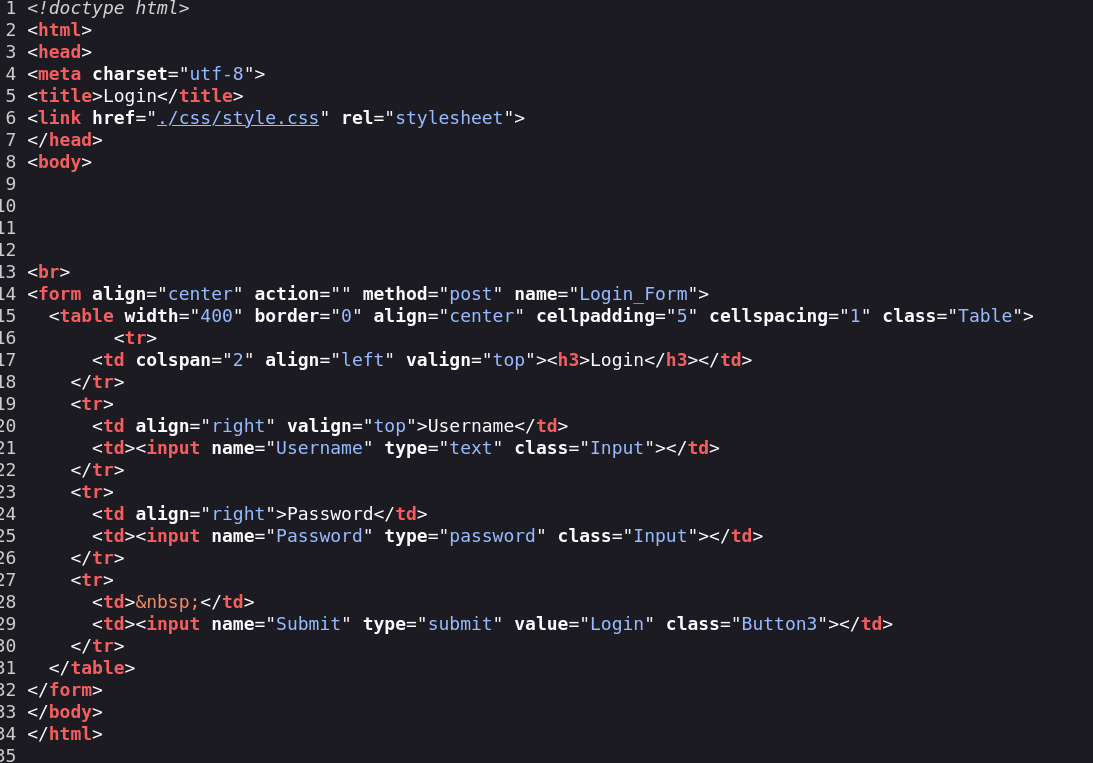 1 <!doctype html>
2 <html>
3 <head>
4 <meta charset="utf-8">
5 <title>Login</title>
6 <link href="./css/style.css" rel="stylesheet">
7 </head>
8 <body>
9
10
11
12
13 <br>
14 <form align="center" action="" method="post" name="Login_Form">
15   <table width="400" border="0" align="center" cellpadding="5" cellspacing="1" class="Table">
16         <tr>
17       <td colspan="2" align="left" valign="top"><h3>Login</h3></td>
18     </tr>
19     <tr>
20       <td align="right" valign="top">Username</td>
21       <td><input name="Username" type="text" class="Input"></td>
22     </tr>
23     <tr>
24       <td align="right">Password</td>
25       <td><input name="Password" type="password" class="Input"></td>
26     </tr>
27     <tr>
28       <td>&nbsp;</td>
29       <td><input name="Submit" type="submit" value="Login" class="Button3"></td>
30     </tr>
31   </table>
32 </form>
33 </body>
34 </html>
35